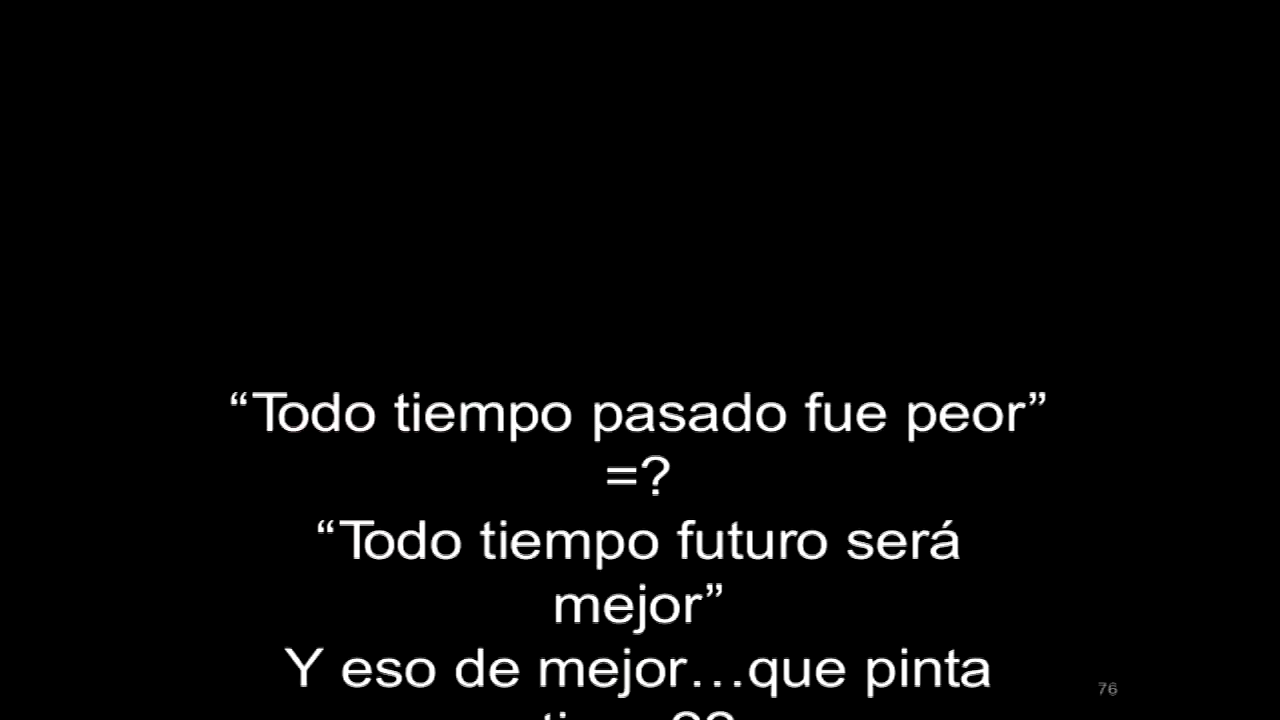 “Todo tiempo pasado fue peor”
=?
“Todo tiempo futuro será
mejor”
Y eso de mejor…que pinta
76